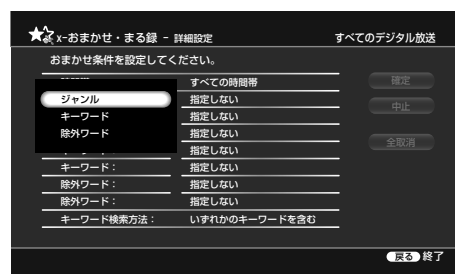 x-おまかせ・まる録 - 詳細設定 すべてのデジタル放送
おまかせ条件を設定してください。
すべての時間帯 確定
ジャンル 指定しない
中止
キーワード 指定しない
除外ワード 指定しない
全取消
指定しない
キーワード： 指定しない
除外ワード： 指定しない
除外ワード： 指定しない
キーワード検索方法： いずれかのキーワードを含む
戻る 終了